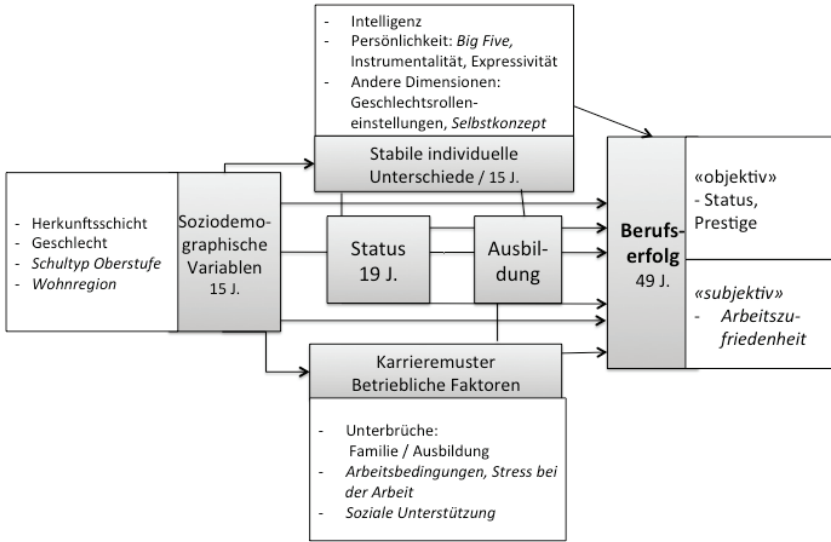 - Intelligenz
- Persönlichkeit: Big Five,
Instrumentalität, Expressivität
- Andere Dimensionen:
Geschlechtsrollen-
einstellungen, Selbstkonzept
Stabile individuelle
Unterschiede / 15 J.
- Herkunftsschicht
- Geschlecht
- Schultyp Oberstufe
- Wohnregion
Soziodemo-
graphische
Variablen
15 J.
Status
19 J.
Ausbil-
dung
Berufs-
erfolg
49 J.
«objektiv»
- Status,
Prestige
«subjektiv»
- Arbeitszu-
friedenheit
Karrieremuster
Betriebliche Faktoren
- Unterbrüche:
Familie / Ausbildung
- Arbeitsbedingungen, Stress bei
der Arbeit
- Soziale Unterstützung